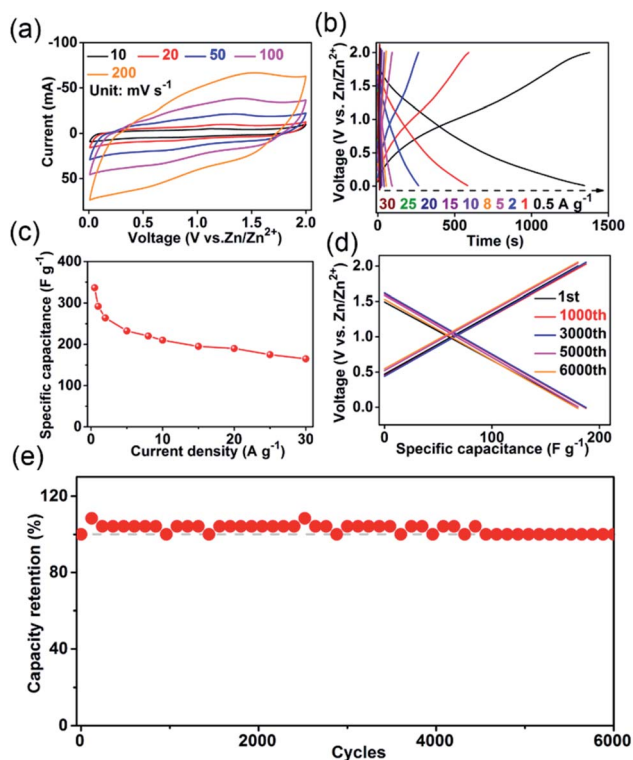 (a)
-100
-50
0
50
Current (mA)
10 20 50 100
200
Unit: mV s⁻¹
0.0 0.5 1.0 1.5 2.0
Voltage (V vs.Zn/Zn²⁺)
(b)
2.0
1.5
1.0
0.5
0.0
Voltage (V vs. Zn/Zn²⁺)
30 25 20 15 10 8 5 2 1 0.5 A g⁻¹
0 500 1000 1500
Time (s)
(c)
400
300
200
100
0
Specific capacitance (F g⁻¹)
0 10 20 30
Current density (A g⁻¹)
(d)
2.0
1.5
1.0
0.5
0.0
Voltage (V vs. Zn/Zn²⁺)
1st
1000th
3000th
5000th
6000th
0 100 200
Specific capacitance (F g⁻¹)
(e)
120
80
40
0
Capacity retention (%)
0 2000 4000 6000
Cycles